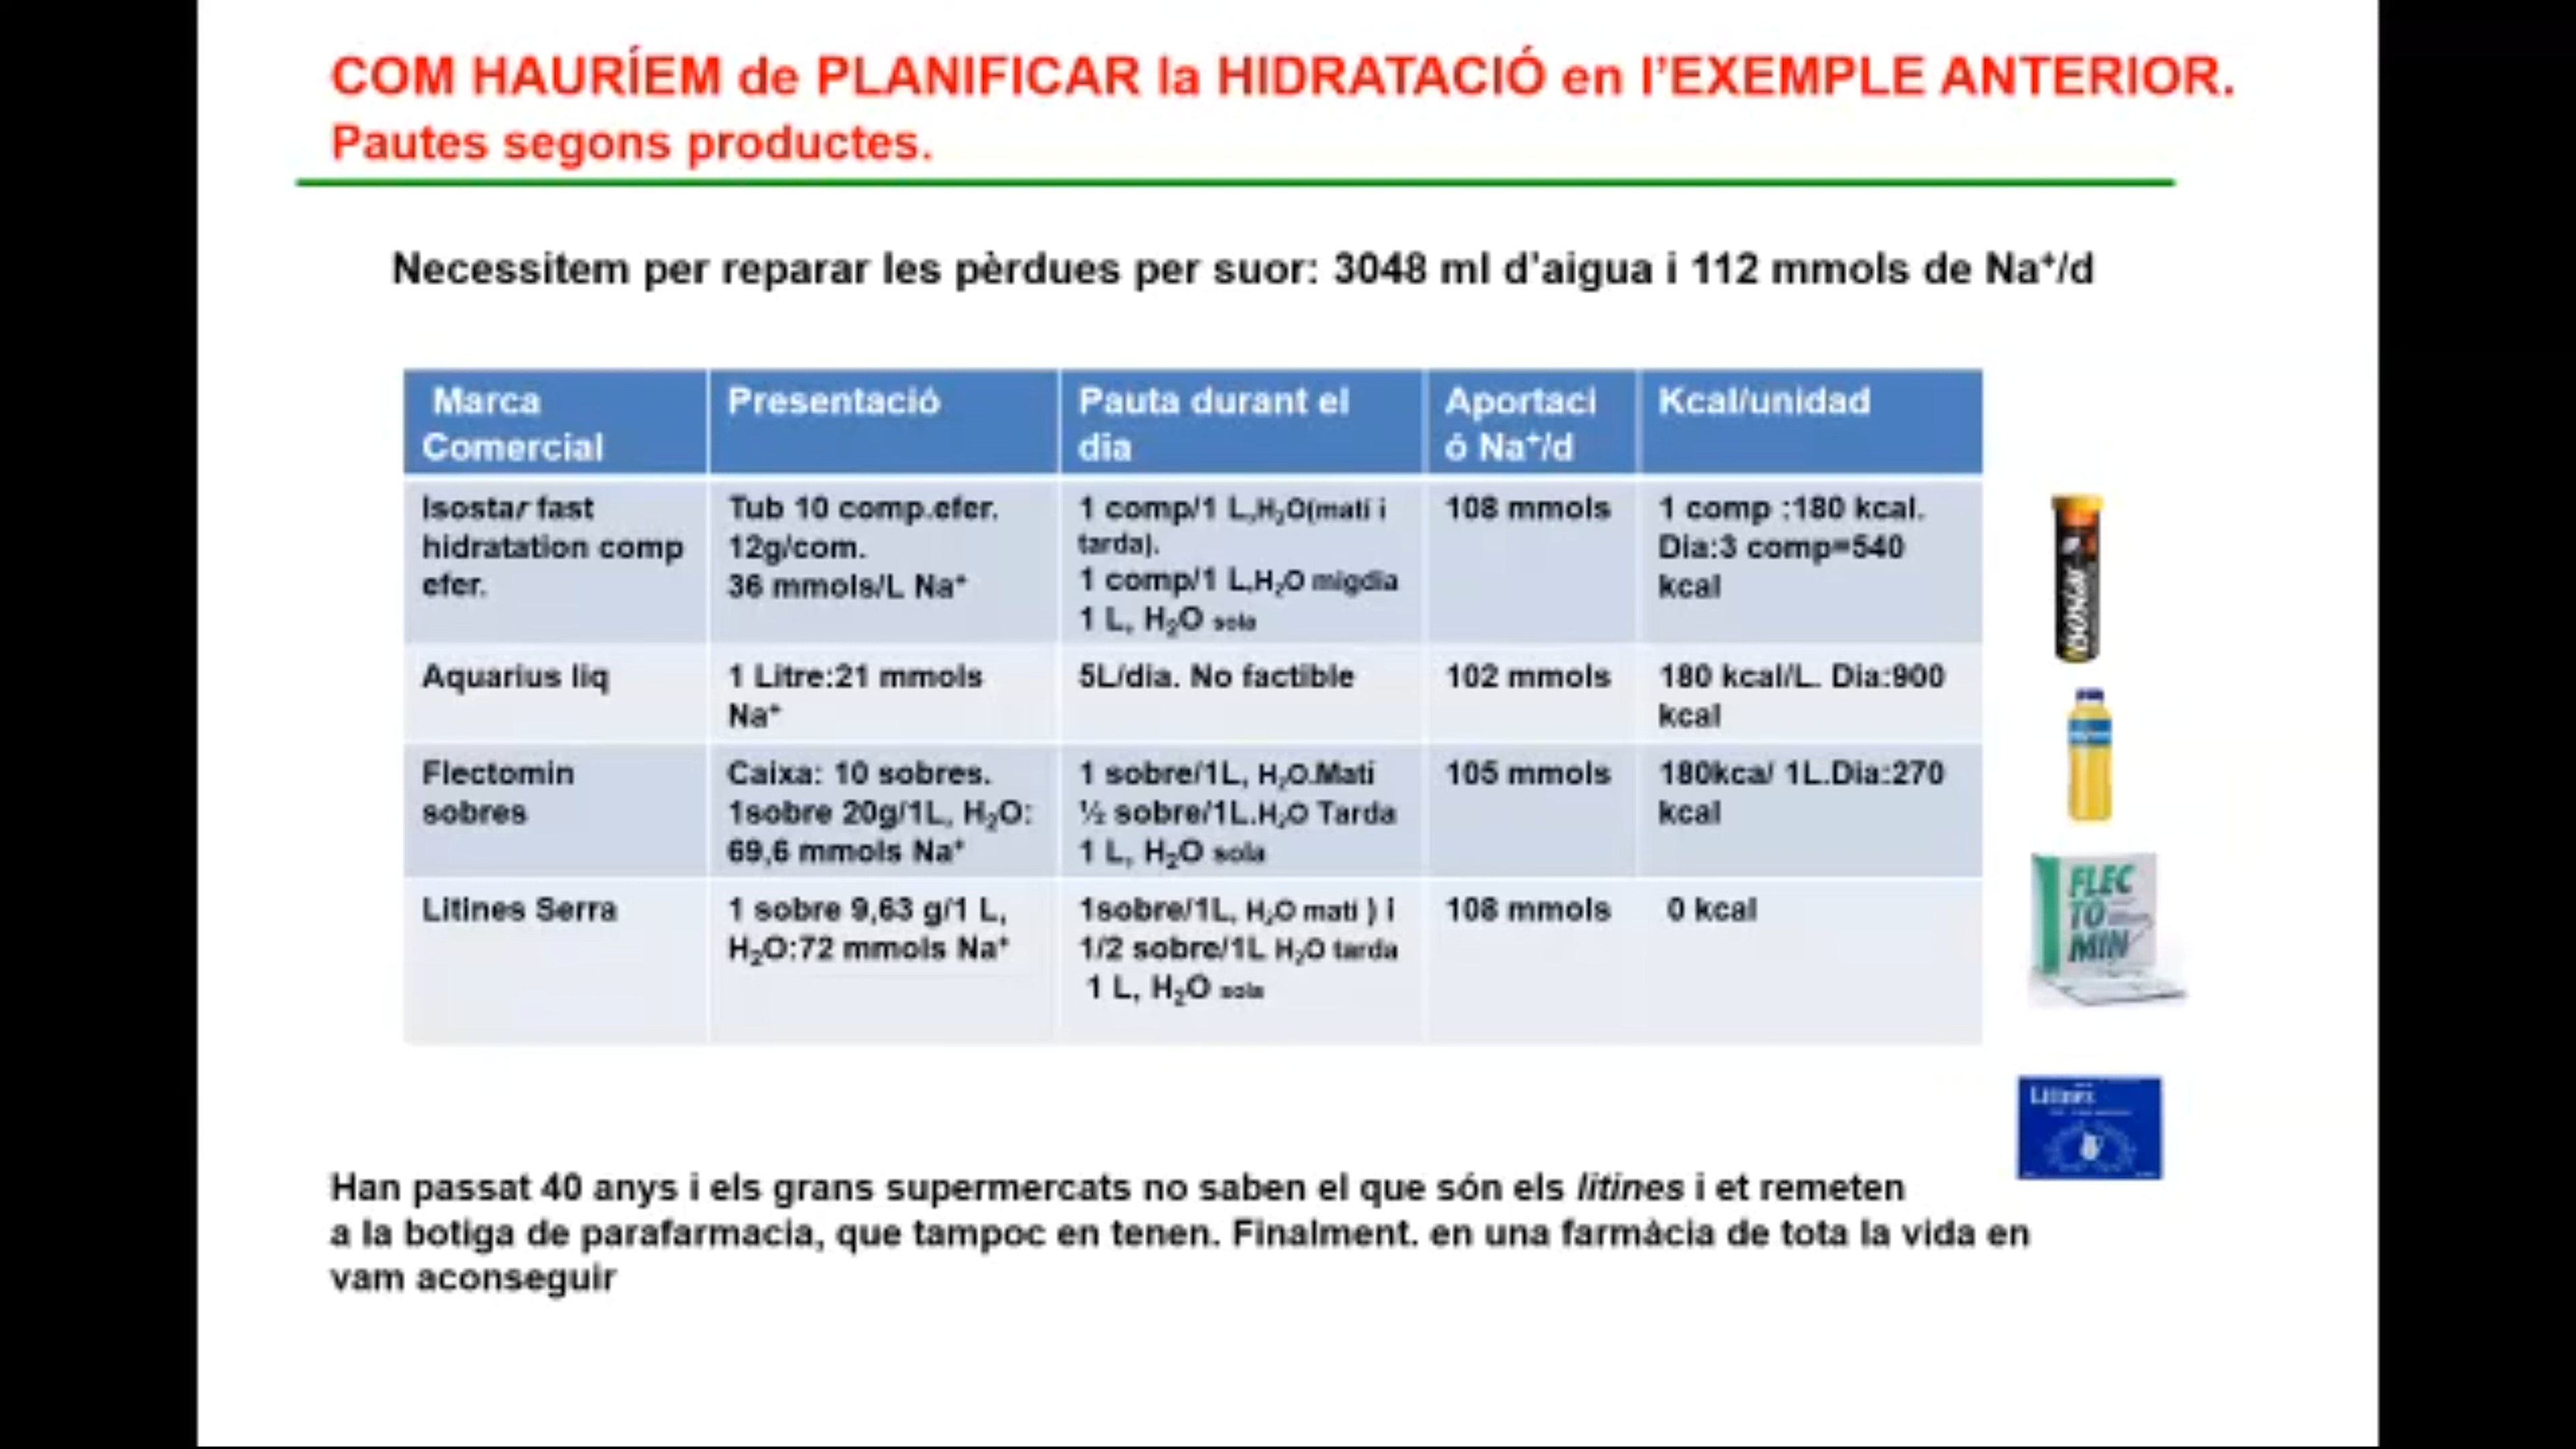 COM HAURÍEM de PLANIFICAR la HIDRATACIÓ en l'EXEMPLE ANTERIOR.
Pautes segons productes.
Necessitem per reparar les pèrdues per suor: 3048 ml d'aigua i 112 mmols de Na⁺/d
Marca
Comercial
Presentació
Pauta durant el
dia
Aportaci
ó Na⁺/d
Kcal/unidad
Isostar fast
hidratation comp
efer.
Tub 10 comp.efer.
12g/com.
36 mmols/L Na⁺
1 comp/1 L,H₂O(matí i
tarda).
1 comp/1 L,H₂O migdia
1 L, H₂O sola
108 mmols
1 comp :180 kcal.
Dia:3 comp=540
kcal
Aquarius liq
1 Litre:21 mmols
Na⁺
5L/dia. No factible
102 mmols
180 kcal/L. Dia:900
kcal
Flectomin
sobres
Caixa: 10 sobres.
1sobre 20g/1L, H₂O:
69,6 mmols Na⁺
1 sobre/1L, H₂O.Matí
½ sobre/1L.H₂O Tarda
1 L, H₂O sola
105 mmols
180kca/ 1L.Dia:270
kcal
Litines Serra
1 sobre 9,63 g/1 L,
H₂O:72 mmols Na⁺
1sobre/1L, H₂O matí ) i
1/2 sobre/1L H₂O tarda
1 L, H₂O sola
108 mmols
0 kcal
isostar
FLEC
TO
MIN
Litines
Han passat 40 anys i els grans supermercats no saben el que són els litines i et remeten
a la botiga de parafarmacia, que tampoc en tenen. Finalment. en una farmàcia de tota la vida en
vam aconseguir